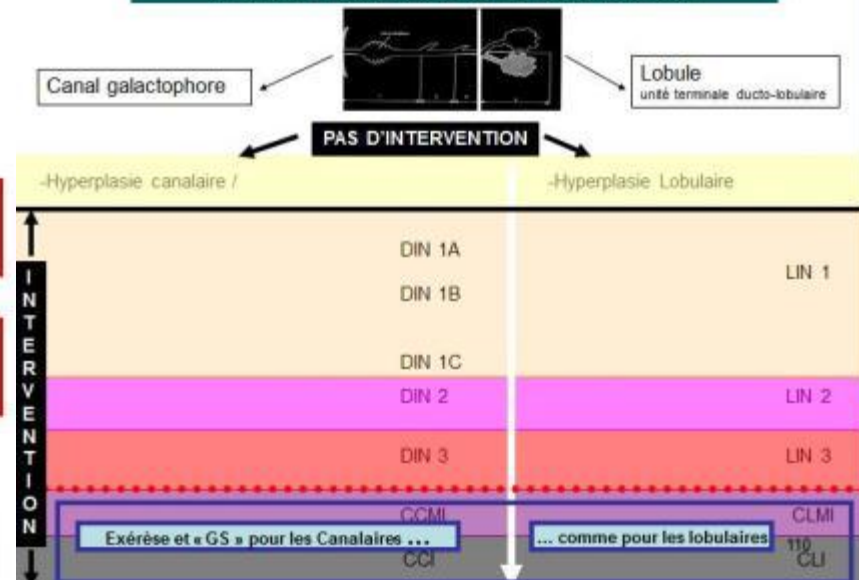 Canal galactophore
Lobule
unité terminale ducto-lobulaire
PAS D'INTERVENTION
-Hyperplasie canalaire /
-Hyperplasie Lobulaire
INTERVENTION
DIN 1A
LIN 1
DIN 1B
DIN 1C
DIN 2
LIN 2
DIN 3
LIN 3
CCMI
CLMI
Exérèse et « GS » pour les Canalaires ...
... comme pour les lobulaires
110
CCI
CLI